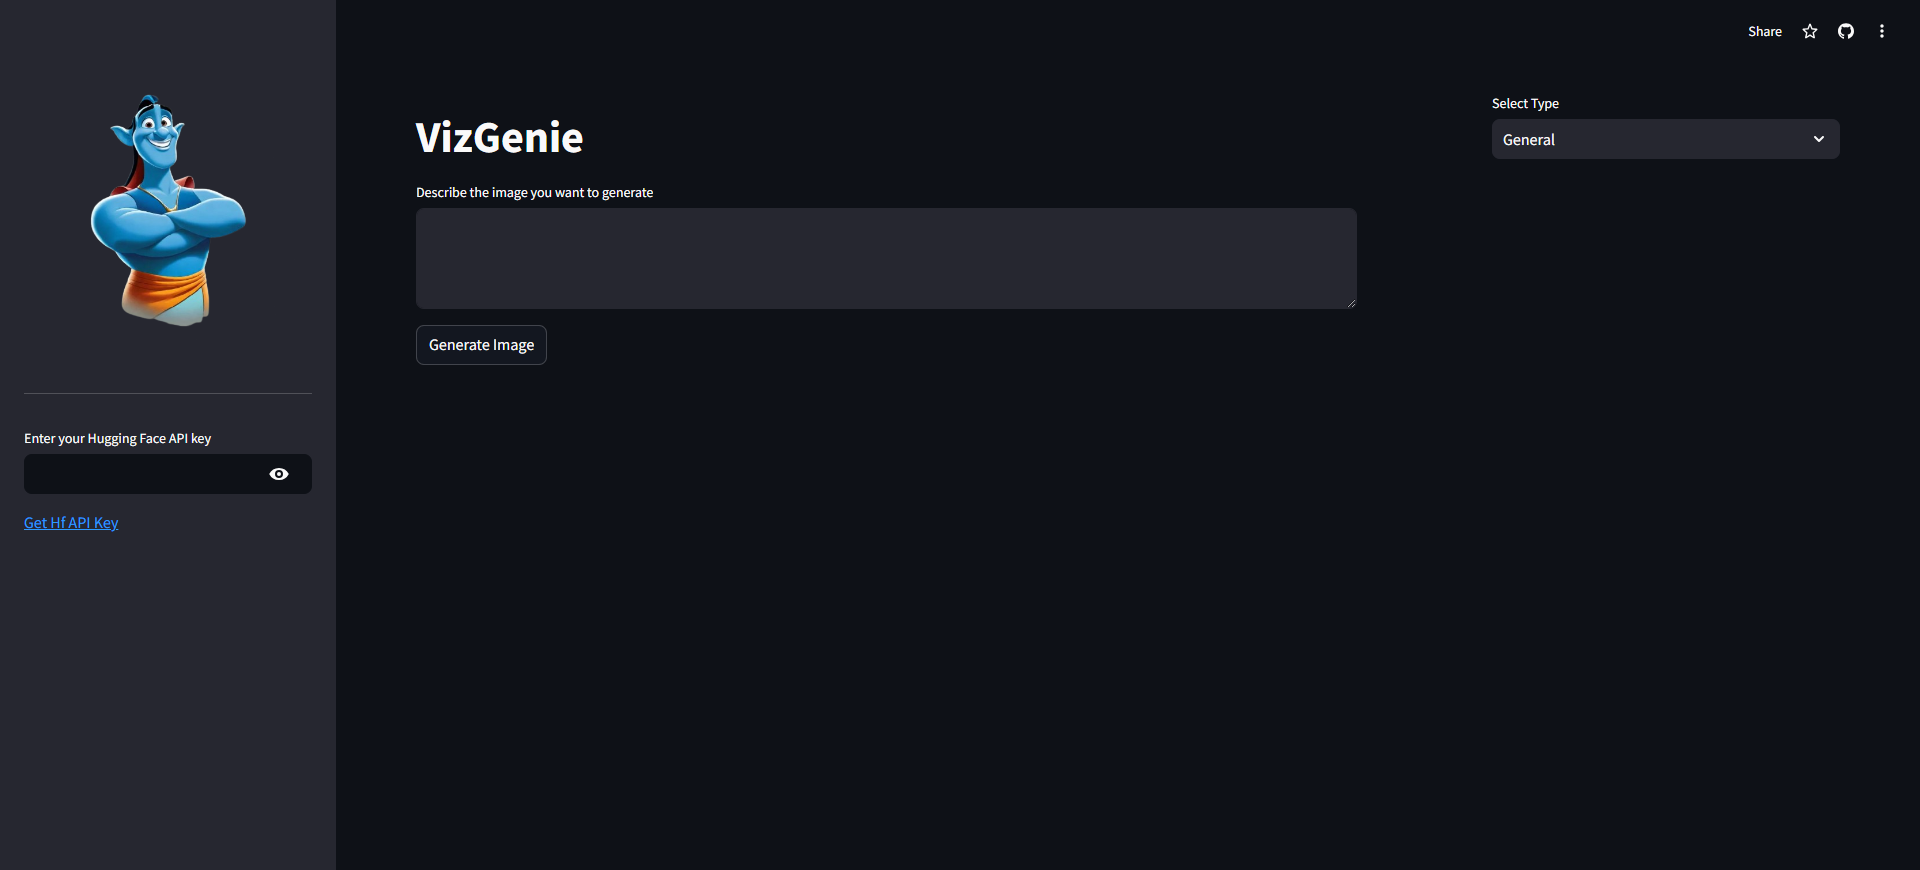 Share
Select Type
General
VizGenie
Describe the image you want to generate
Generate Image
Enter your Hugging Face API key
Get Hf API Key